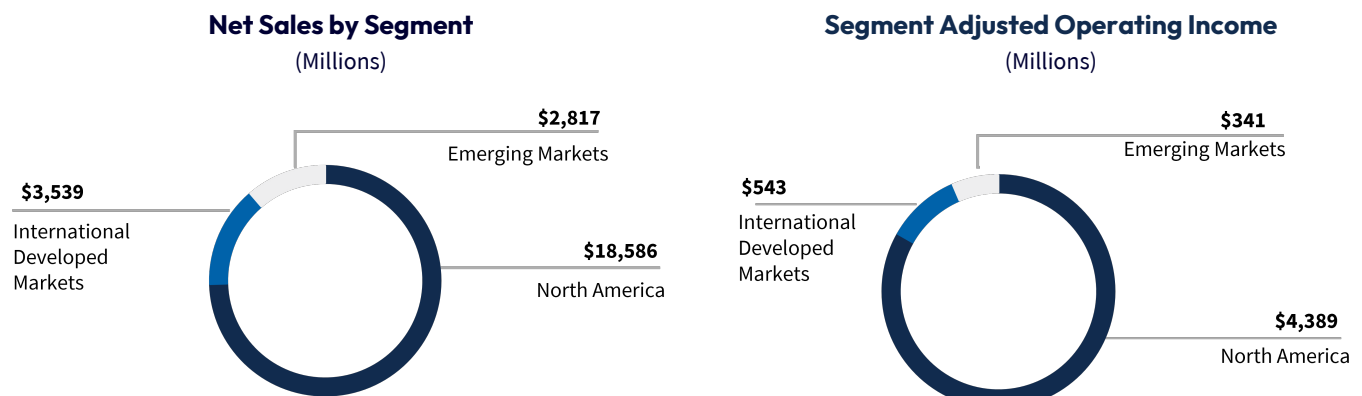 Net Sales by Segment
(Millions)
$2,817
Emerging Markets
$3,539
International
Developed
Markets
$18,586
North America
Segment Adjusted Operating Income
(Millions)
$341
Emerging Markets
$543
International
Developed
Markets
$4,389
North America